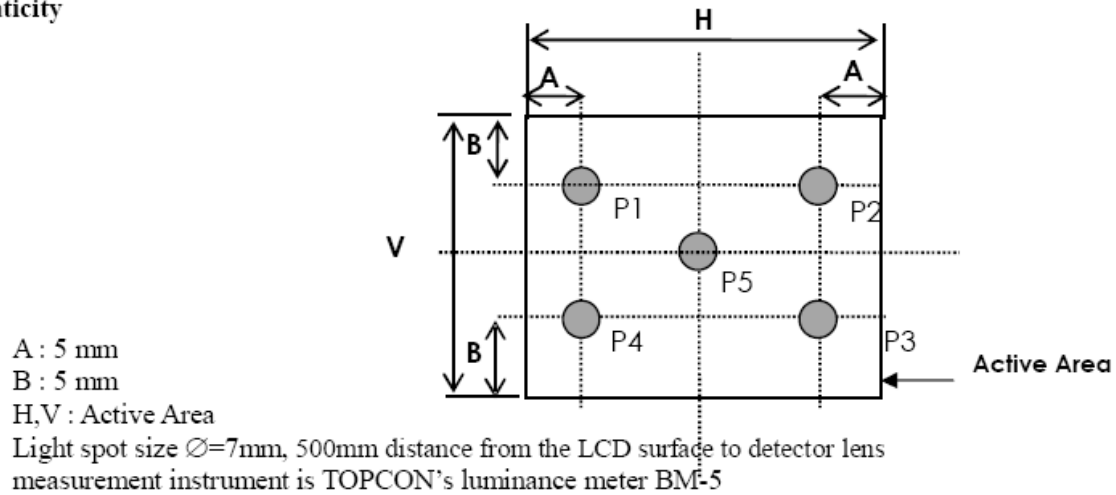 H
A
A
B
P1
P2
V
P5
B
P4
P3
Active Area
A : 5 mm
B : 5 mm
H,V : Active Area
Light spot size ∅=7mm, 500mm distance from the LCD surface to detector lens
measurement instrument is TOPCON's luminance meter BM-5